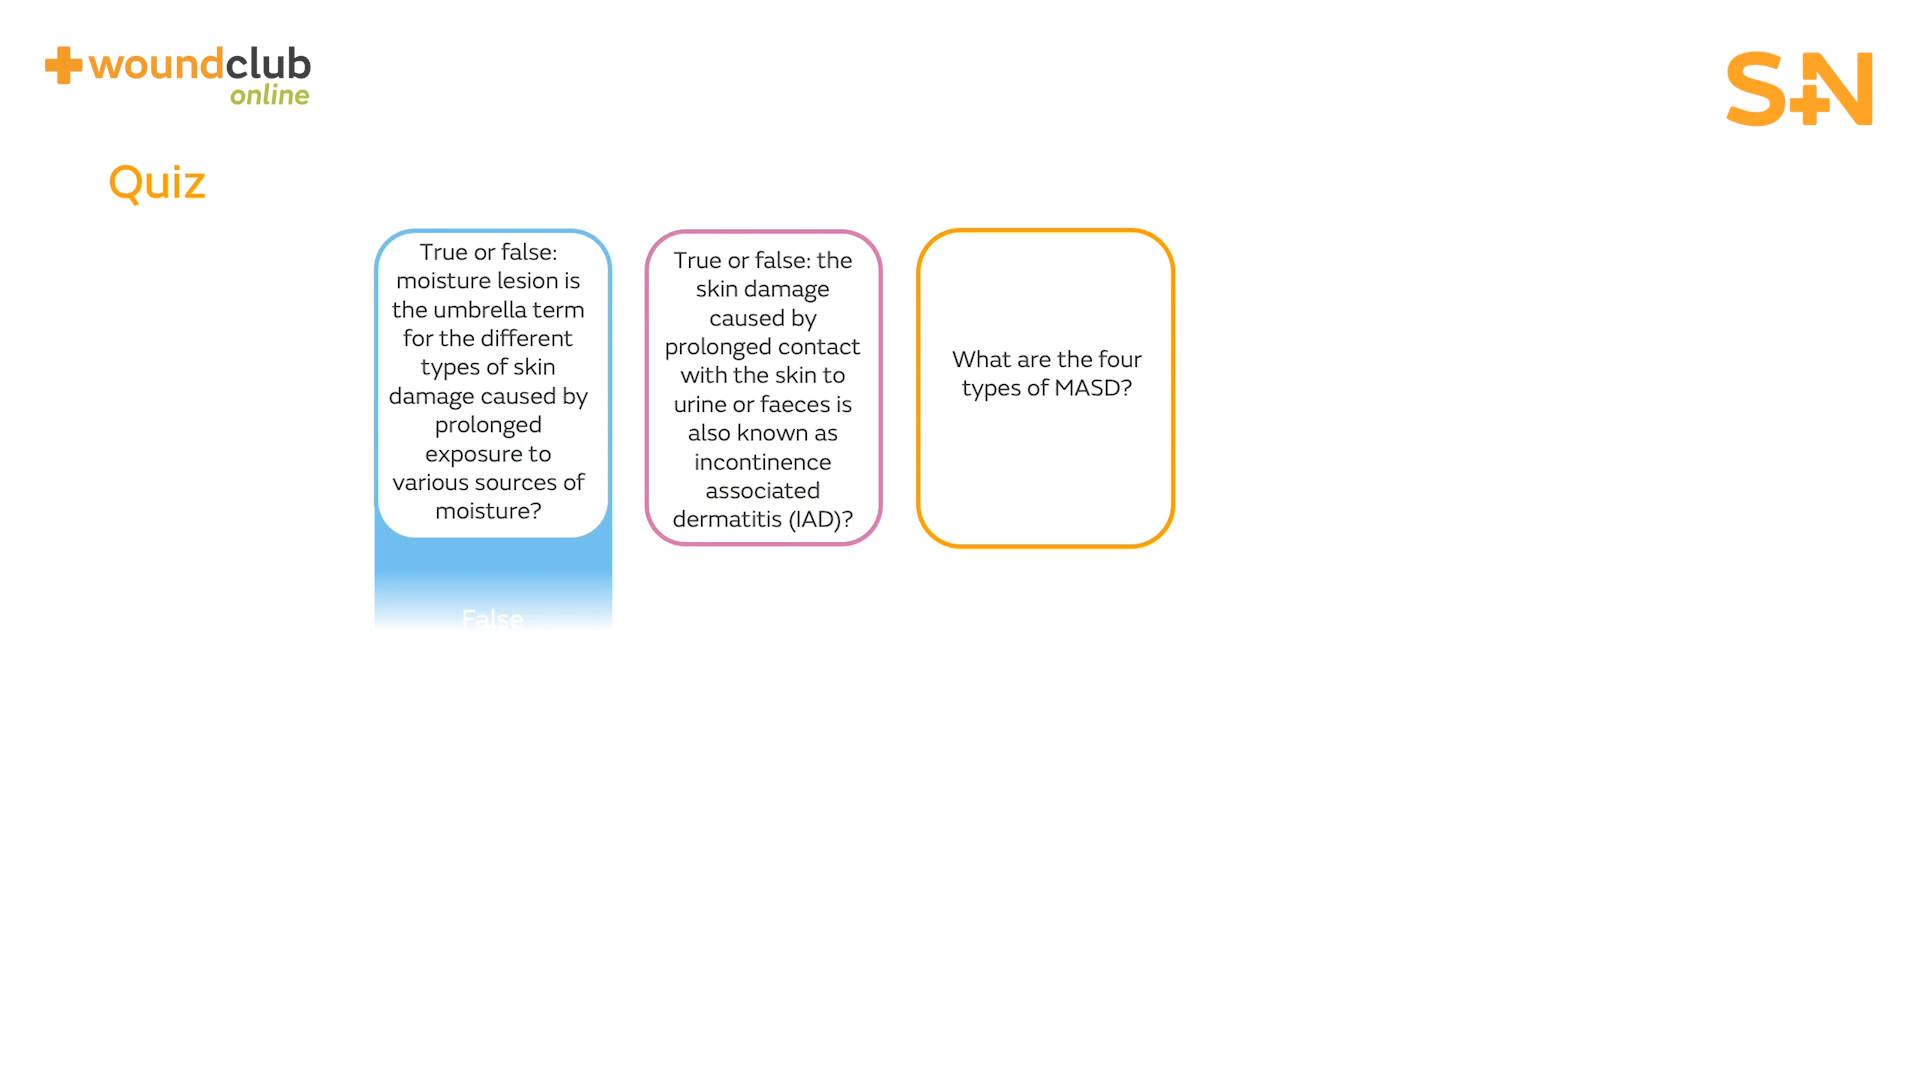 woundclub
online
S+N
Quiz
True or false:
moisture lesion is
the umbrella term
for the different
types of skin
damage caused by
prolonged
exposure to
various sources of
moisture?
False
True or false: the
skin damage
caused by
prolonged contact
with the skin to
urine or faeces is
also known as
incontinence
associated
dermatitis (IAD)?
What are the four
types of MASD?